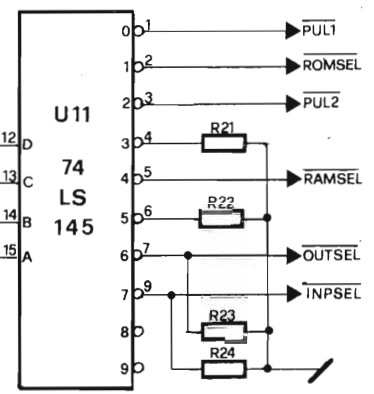 0 1 PUL1
1 2 ROMSEL
2 3 PUL2
U11
R21
12 D 3 4
74
13 C 4 5 RAMSEL
LS
R22
14 B 5 6
145
15 A 6 7 OUTSEL
7 9 INPSEL
R23
8
R24
9